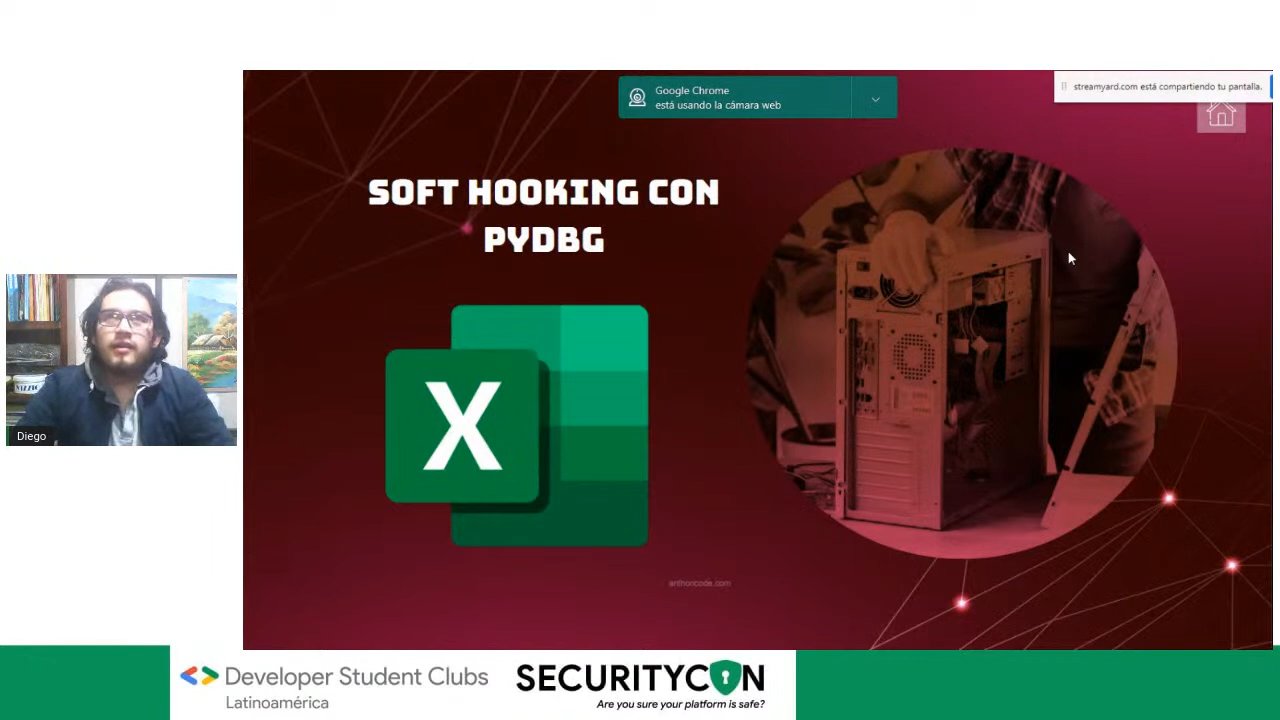 Google Chrome
está usando la cámara web
streamyard.com está compartiendo tu pantalla.
SOFT HOOKING CON
PYDBG
X
Diego
anthoncode.com
Developer Student Clubs
Latinoamérica
SECURITYCON
Are you sure your platform is safe?